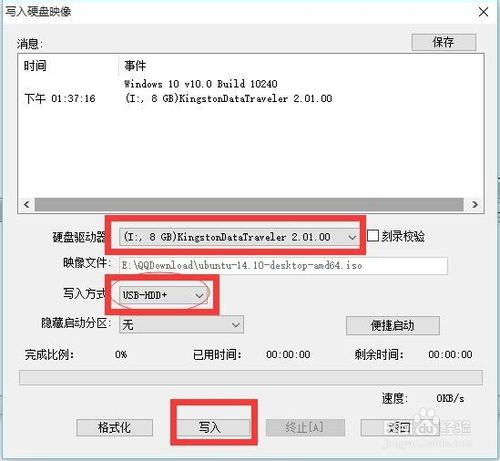 写入硬盘映像
消息:
保存
时间 事件
Windows 10 v10.0 Build 10240
下午 01:37:16 (I:, 8 GB)KingstonDataTraveler 2.01.00
硬盘驱动器: (I:, 8 GB)KingstonDataTraveler 2.01.00 刻录校验
映像文件: E:\QQDownload\ubuntu-14.10-desktop-amd64.iso
写入方式: USB-HDD+
隐藏启动分区: 无 便捷启动
完成比例: 0% 已用时间: 00:00:00 剩余时间: 00:00:00
速度: 0KB/s
格式化 写入 终止[A] 返回